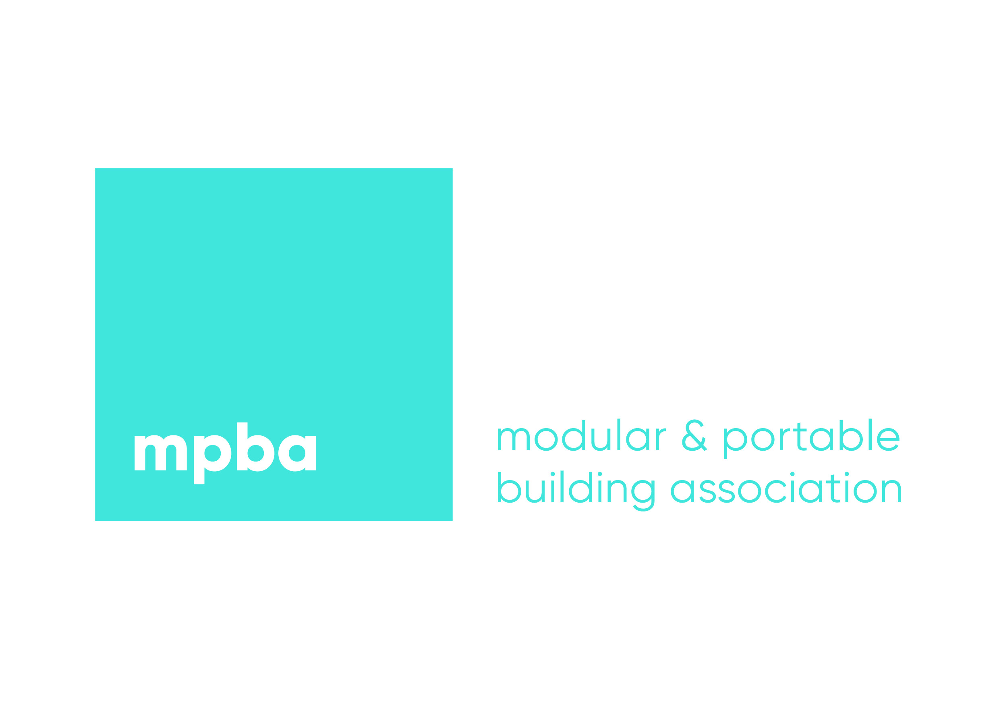 mpba
modular & portable
building association